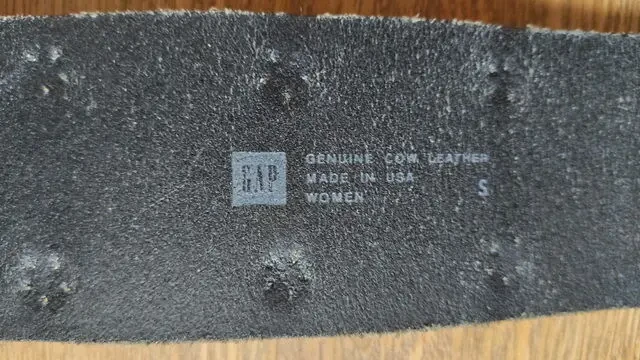 GAP
GENUINE COW LEATHER
MADE IN USA
WOMEN
S